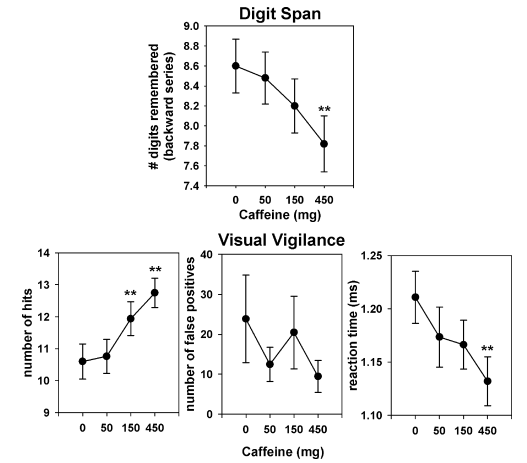 Digit Span
# digits remembered
(backward series)
9.0
8.8
8.6
8.4
8.2
8.0
7.8
7.6
7.4
**
0 50 150 450
Caffeine (mg)
Visual Vigilance
number of hits
14
13
12
11
10
9
** **
0 50 150 450
number of false positives
40
30
20
10
0
0 50 150 450
Caffeine (mg)
reaction time (ms)
1.25
1.20
1.15
1.10
**
0 50 150 450